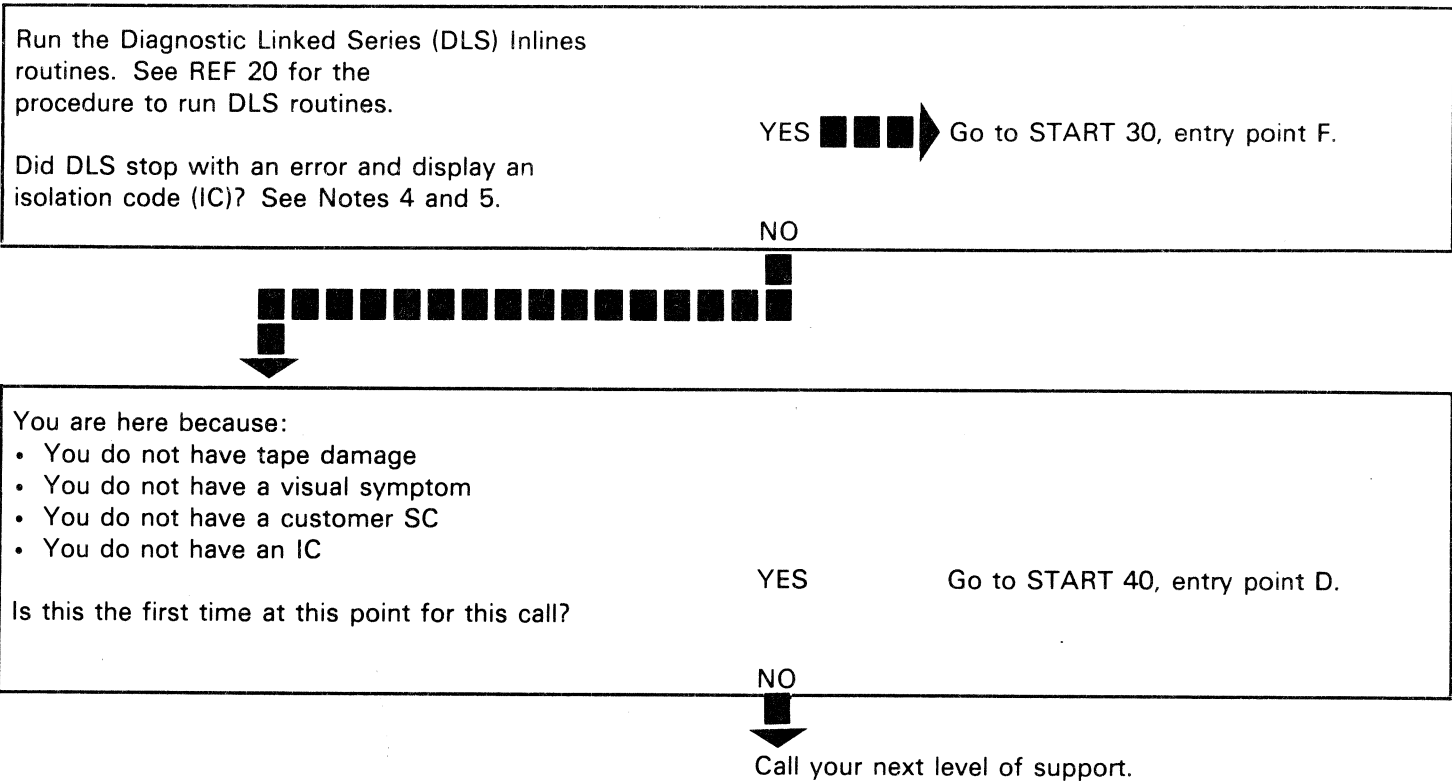 Run the Diagnostic Linked Series (DLS) Inlines
routines. See REF 20 for the
procedure to run DLS routines.
YES Go to START 30, entry point F.
Did DLS stop with an error and display an
isolation code (IC)? See Notes 4 and 5.
NO
You are here because:
• You do not have tape damage
• You do not have a visual symptom
• You do not have a customer SC
• You do not have an IC
YES Go to START 40, entry point D.
Is this the first time at this point for this call?
NO
Call your next level of support.